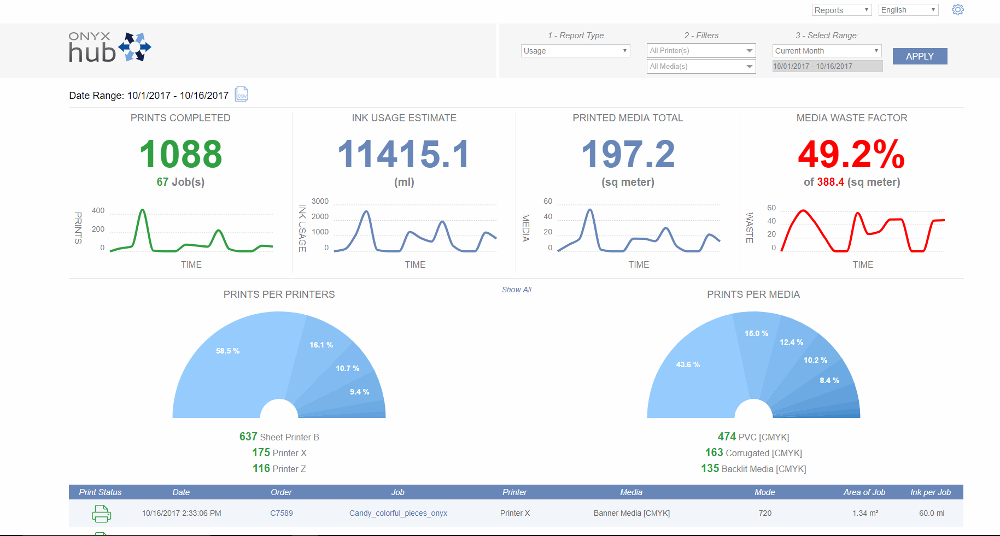 Reports
English
ONYX
hub
1 - Report Type
2 - Filters
3 - Select Range:
Usage
All Printer(s)
Current Month
All Media(s)
10/01/2017 - 10/16/2017
APPLY
Date Range: 10/1/2017 - 10/16/2017
CSV
PRINTS COMPLETED
1088
67 Job(s)
PRINTS
400
200
0
TIME
INK USAGE ESTIMATE
11415.1
(ml)
INK USAGE
3000
2000
1000
0
TIME
PRINTED MEDIA TOTAL
197.2
(sq meter)
MEDIA
60
40
20
0
TIME
MEDIA WASTE FACTOR
49.2%
of 388.4 (sq meter)
WASTE
60
40
20
0
TIME
Show All
PRINTS PER PRINTERS
58.5 %
16.1 %
10.7 %
9.4 %
637 Sheet Printer B
175 Printer X
116 Printer Z
PRINTS PER MEDIA
43.6 %
15.0 %
12.4 %
10.2 %
8.4 %
474 PVC [CMYK]
163 Corrugated [CMYK]
135 Backlit Media [CMYK]
Print Status Date Order Job Printer Media Mode Area of Job Ink per Job
10/16/2017 2:33:06 PM C7589 Candy_colorful_pieces_onyx Printer X Banner Media [CMYK] 720 1.34 m² 60.0 ml